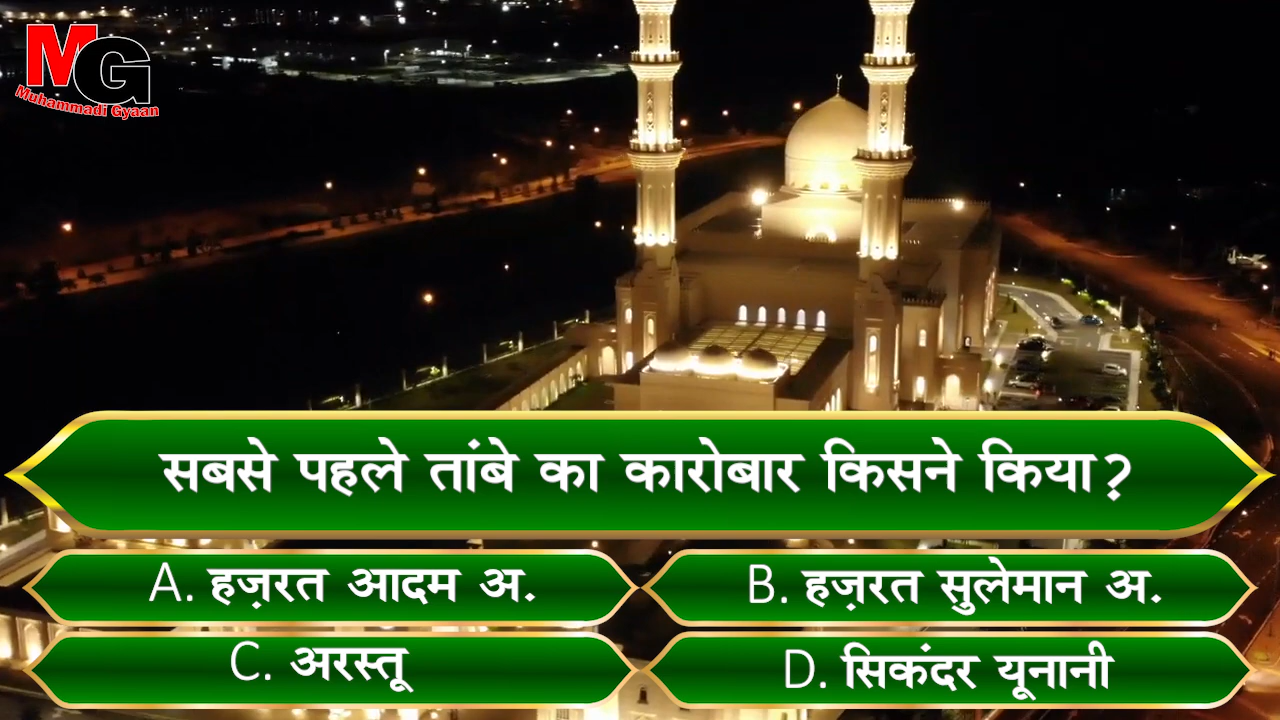 MG
Muhammadi Gyaan
सबसे पहले तांबे का कारोबार किसने किया?
A. हज़रत आदम अ.
B. हज़रत सुलेमान अ.
C. अरस्तू
D. सिकंदर यूनानी